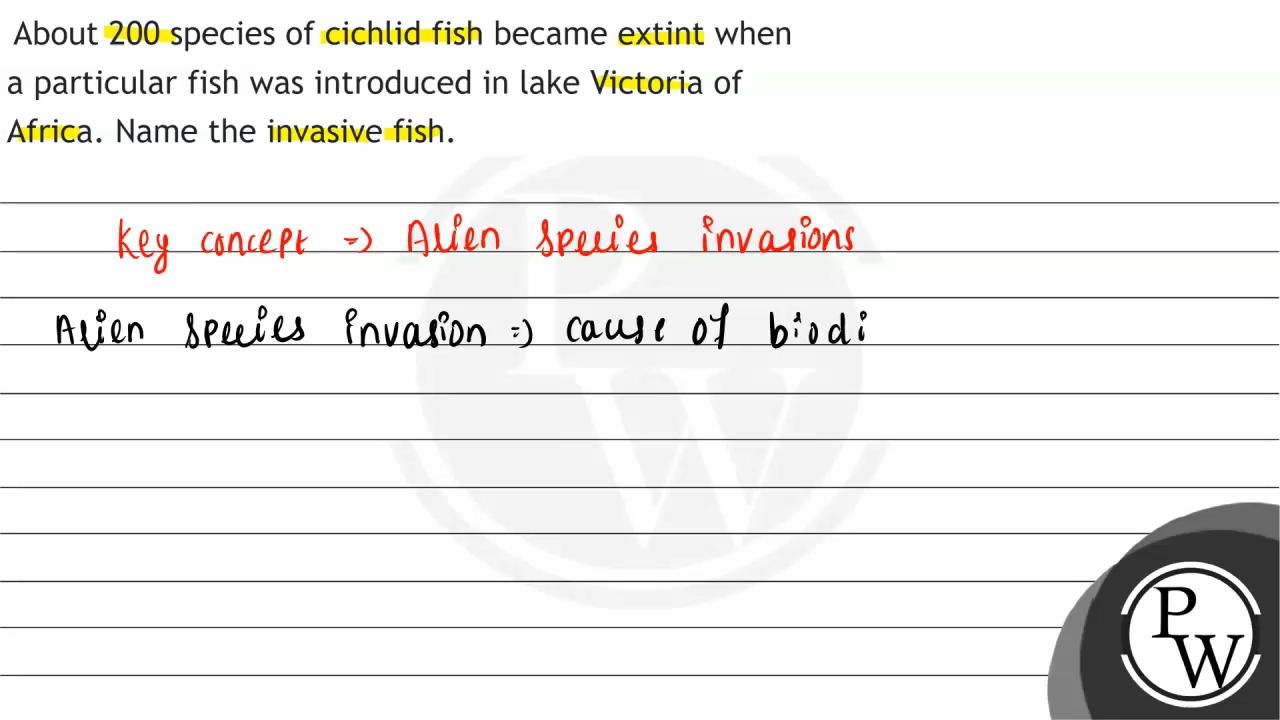 About 200 species of cichlid fish became extint when
a particular fish was introduced in lake Victoria of
Africa. Name the invasive fish.
Key concept => Alien species invasions
Alien species invasion => cause of biodi
PW
P
W